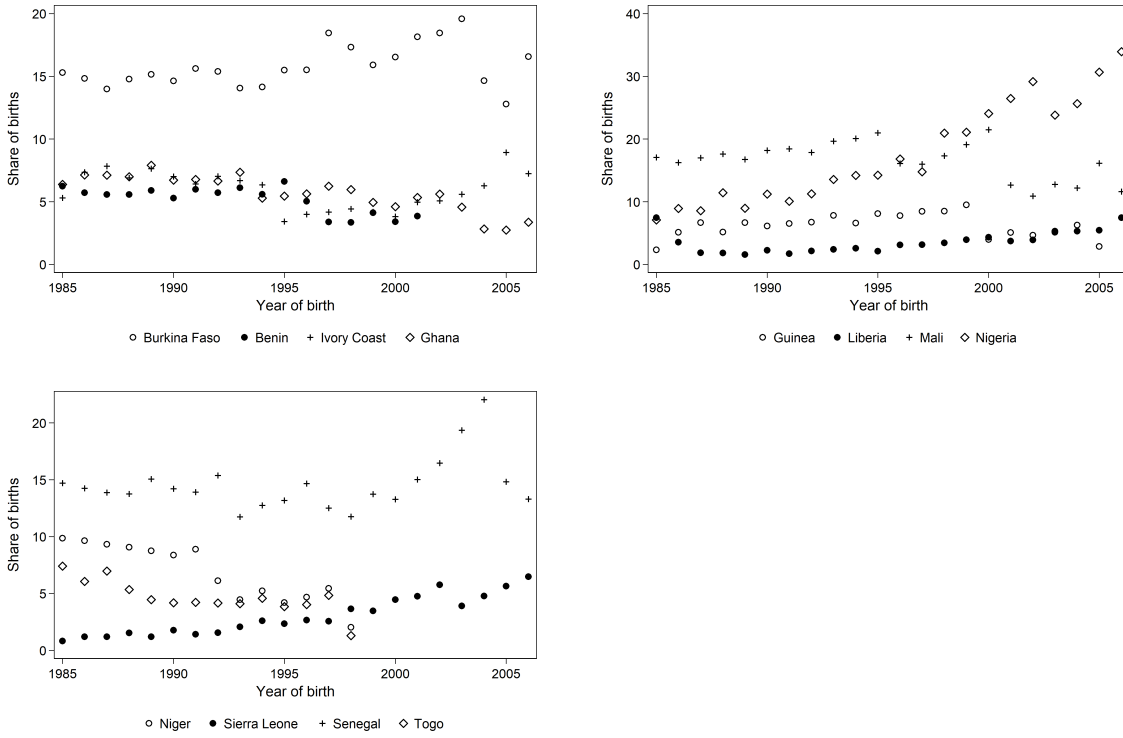 Share of births
20
15
10
5
0
1985 1990 1995 2000 2005
Year of birth
Burkina Faso Benin Ivory Coast Ghana
Share of births
40
30
20
10
0
1985 1990 1995 2000 2005
Year of birth
Guinea Liberia Mali Nigeria
Share of births
20
15
10
5
0
1985 1990 1995 2000 2005
Year of birth
Niger Sierra Leone Senegal Togo